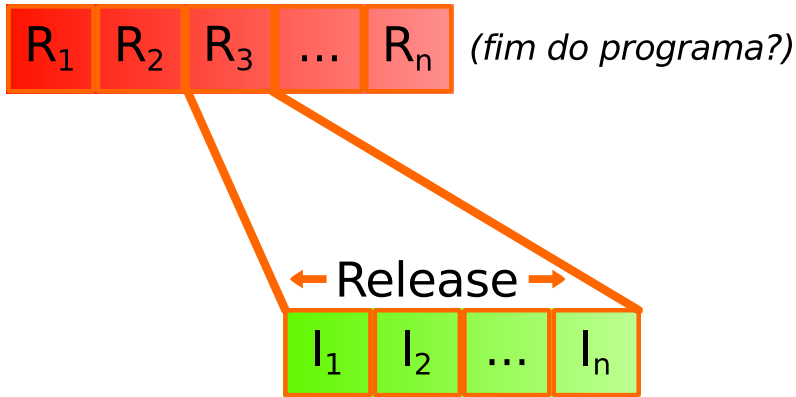 R₁ R₂ R₃ ... Rₙ (fim do programa?)
Release
I₁ I₂ ... Iₙ